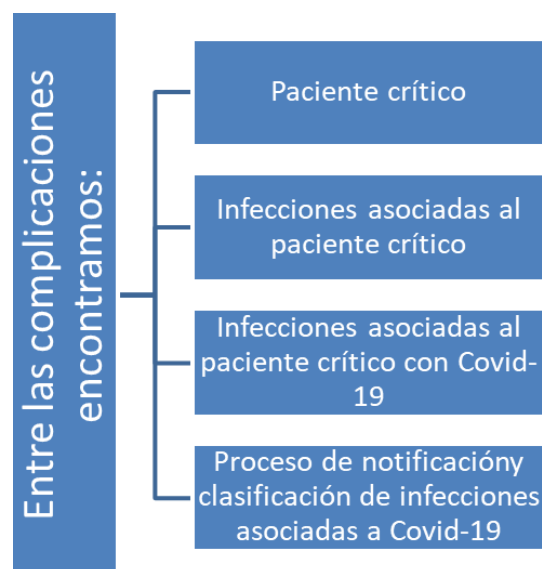 Entre las complicaciones
encontramos:
Paciente crítico
Infecciones asociadas al
paciente crítico
Infecciones asociadas al
paciente crítico con Covid-
19
Proceso de notificacióny
clasificación de infecciones
asociadas a Covid-19